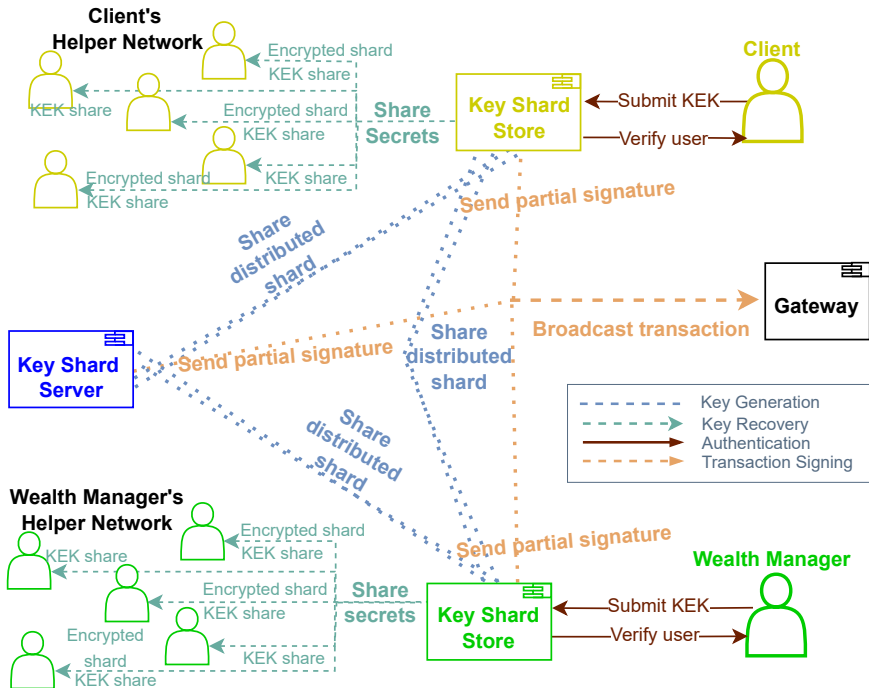 Client's
Helper Network
Encrypted shard
KEK share
KEK share
Encrypted shard
KEK share
Encrypted shard
KEK share
KEK share
Share
Secrets
Key Shard
Store
Client
Submit KEK
Verify user
Send partial signature
Share
distributed
shard
Gateway
Broadcast transaction
Share
distributed
shard
Key Shard
Server
Send partial signature
Key Generation
Key Recovery
Authentication
Transaction Signing
Share
distributed
shard
Wealth Manager's
Helper Network
Encrypted shard
KEK share
KEK share
Encrypted shard
KEK share
Encrypted
shard
KEK share
KEK share
Share
secrets
Send partial signature
Key Shard
Store
Wealth Manager
Submit KEK
Verify user